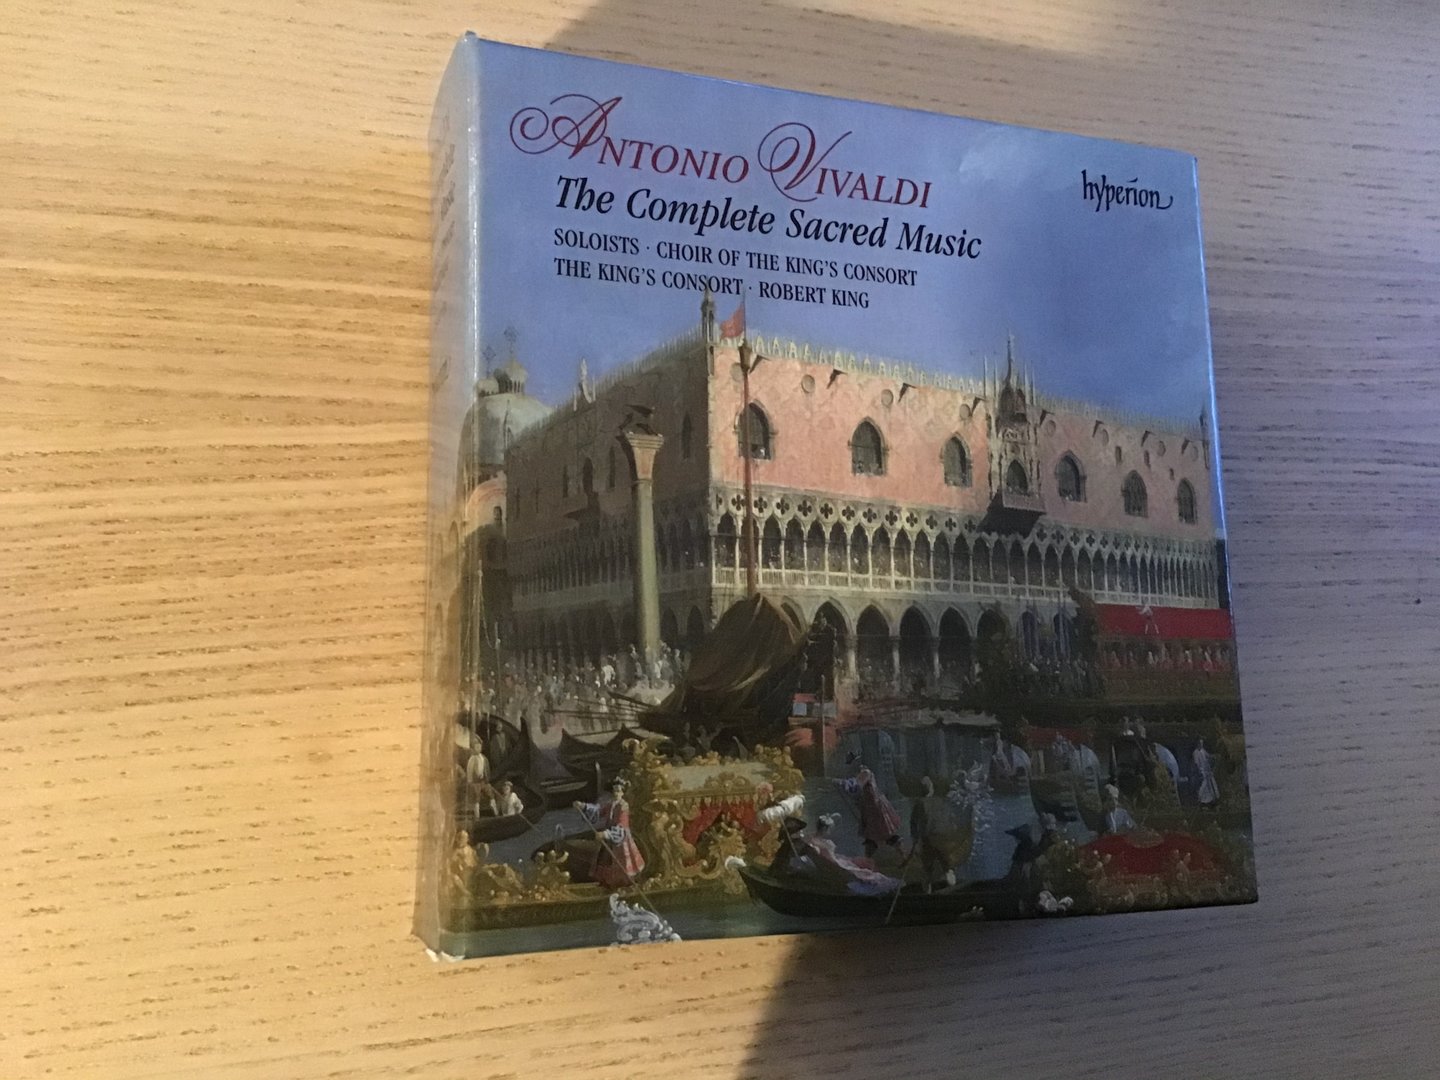 ANTONIO VIVALDI
The Complete Sacred Music
SOLOISTS · CHOIR OF THE KING'S CONSORT
THE KING'S CONSORT · ROBERT KING
hyperion